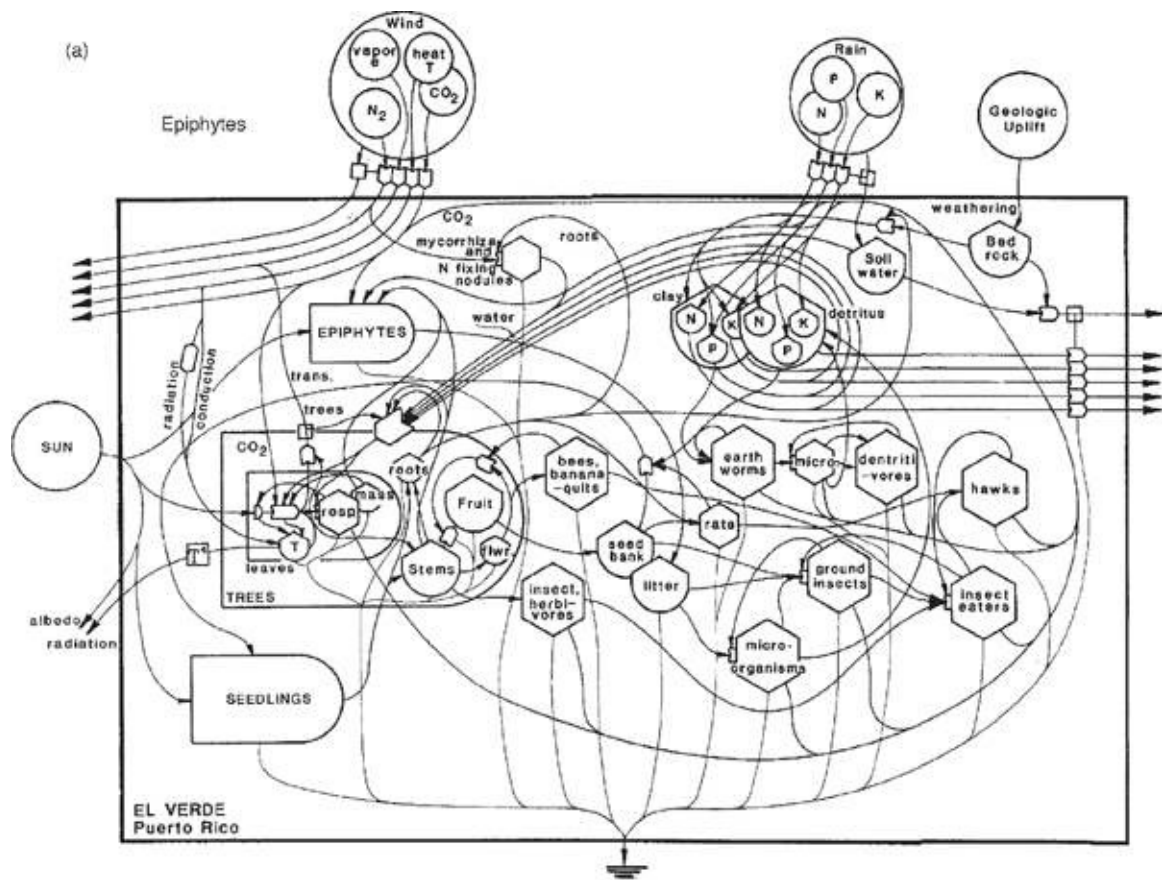 (a)
Wind
vapor
e
heat
T
CO2
N2
Rain
P
K
N
Geologic
Uplift
Epiphytes
CO2
mycorrhiza
and
N fixing
nodules
roots
weathering
Soil
water
Bed
rock
clay
N
K
P
N
K
P
detritus
EPIPHYTES
water
radiation
conduction
trans.
trees
SUN
CO2
roots
mass
resp
T
leaves
TREES
Fruit
flwr.
Stems
bees,
banana
-quits
insect,
herbi-
vores
earth
worms
micro-
dentriti
-vores
hawks
rats
seed
bank
litter
ground
insects
insect
eaters
micro-
organisms
T4
albedo
radiation
SEEDLINGS
EL VERDE
Puerto Rico